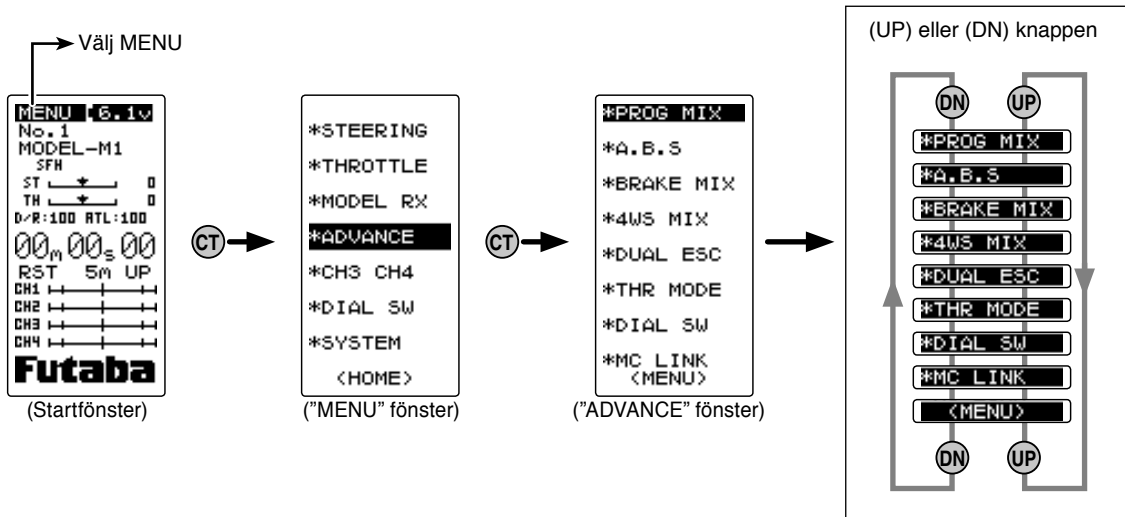 Välj MENU
MENU 6.1v
No.1
MODEL-M1
SFH
ST 0
TH 0
D/R:100 ATL:100
00m00s00
RST 5m UP
CH1
CH2
CH3
CH4
Futaba
(Startfönster)
CT
*STEERING
*THROTTLE
*MODEL RX
*ADVANCE
*CH3 CH4
*DIAL SW
*SYSTEM
<HOME>
("MENU" fönster)
CT
*PROG MIX
*A.B.S
*BRAKE MIX
*4WS MIX
*DUAL ESC
*THR MODE
*DIAL SW
*MC LINK
<MENU>
("ADVANCE" fönster)
(UP) eller (DN) knappen
DN UP
*PROG MIX
*A.B.S
*BRAKE MIX
*4WS MIX
*DUAL ESC
*THR MODE
*DIAL SW
*MC LINK
<MENU>
DN UP